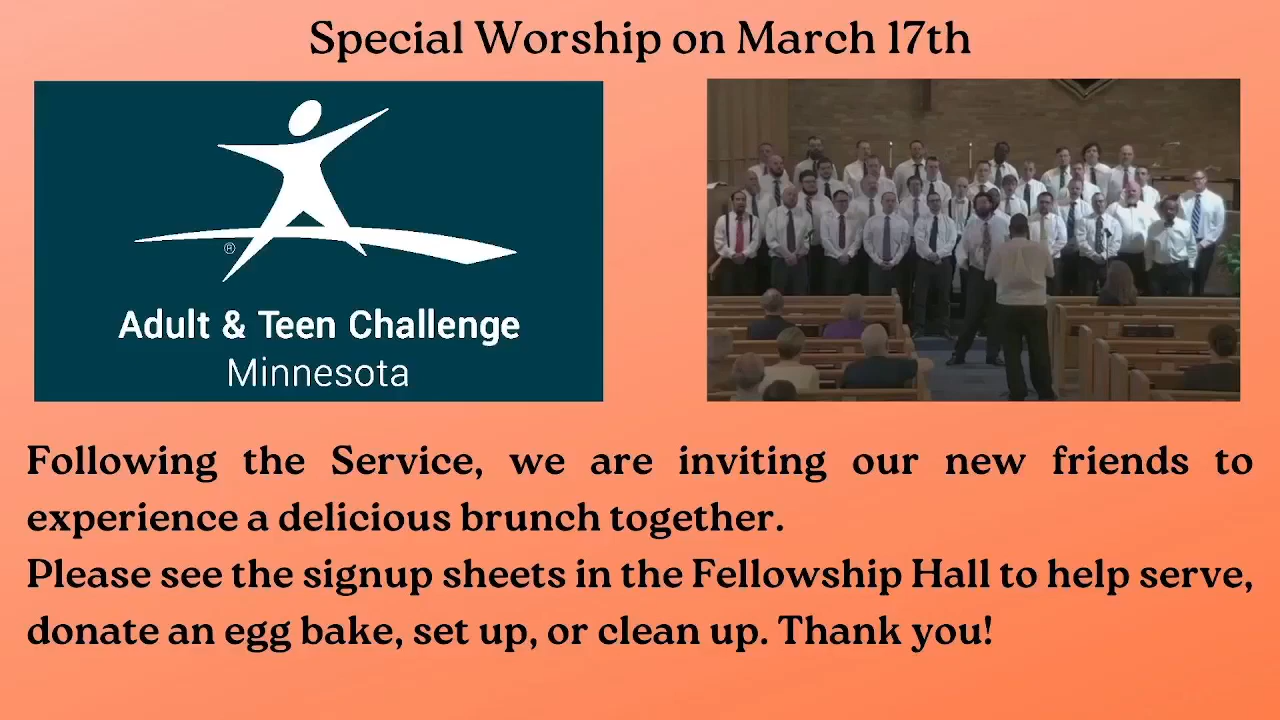 Special Worship on March 17th
®
Adult & Teen Challenge
Minnesota
Following the Service, we are inviting our new friends to
experience a delicious brunch together.
Please see the signup sheets in the Fellowship Hall to help serve,
donate an egg bake, set up, or clean up. Thank you!